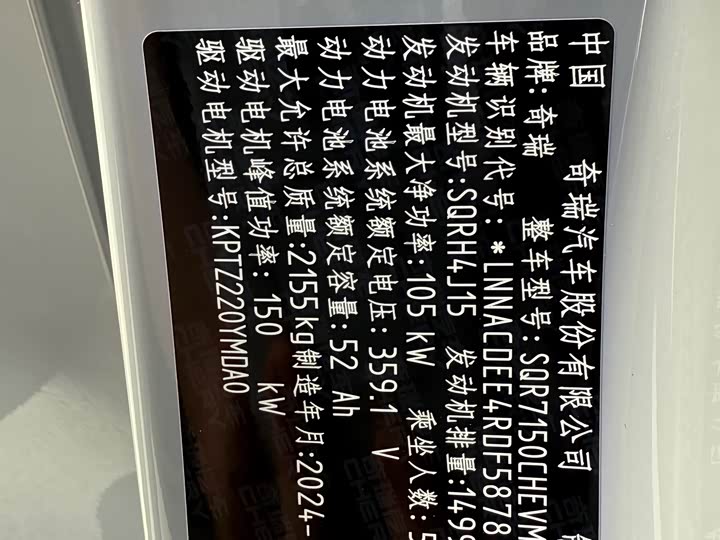 中国 奇瑞汽车股份有限公司
品牌: 奇瑞 整车型号:SQR7150CHEVM
车辆识别代号: *LNNACDEE4RDF5878
发动机型号:SQRH4J15 发动机排量:149
发动机最大净功率:105 kW 乘坐人数:5
动力电池系统额定电压: 359.1 V
动力电池系统额定容量:52 Ah
最大允许总质量:2155kg制造年月:2024-
驱动电机峰值功率: 150 kW
驱动电机型号:KPTZ220YMDA0